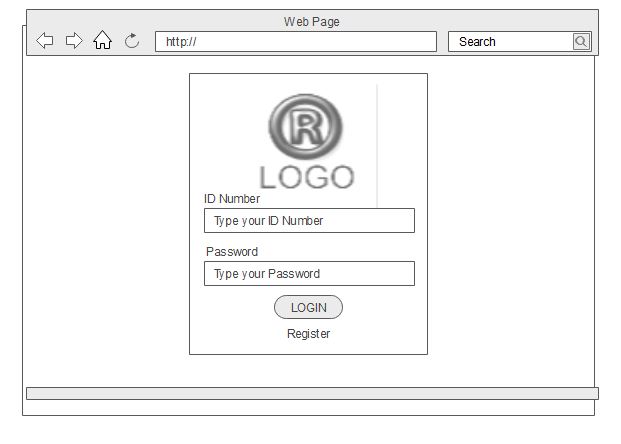 Web Page
http://
Search
R
LOGO
ID Number
Type your ID Number
Password
Type your Password
LOGIN
Register